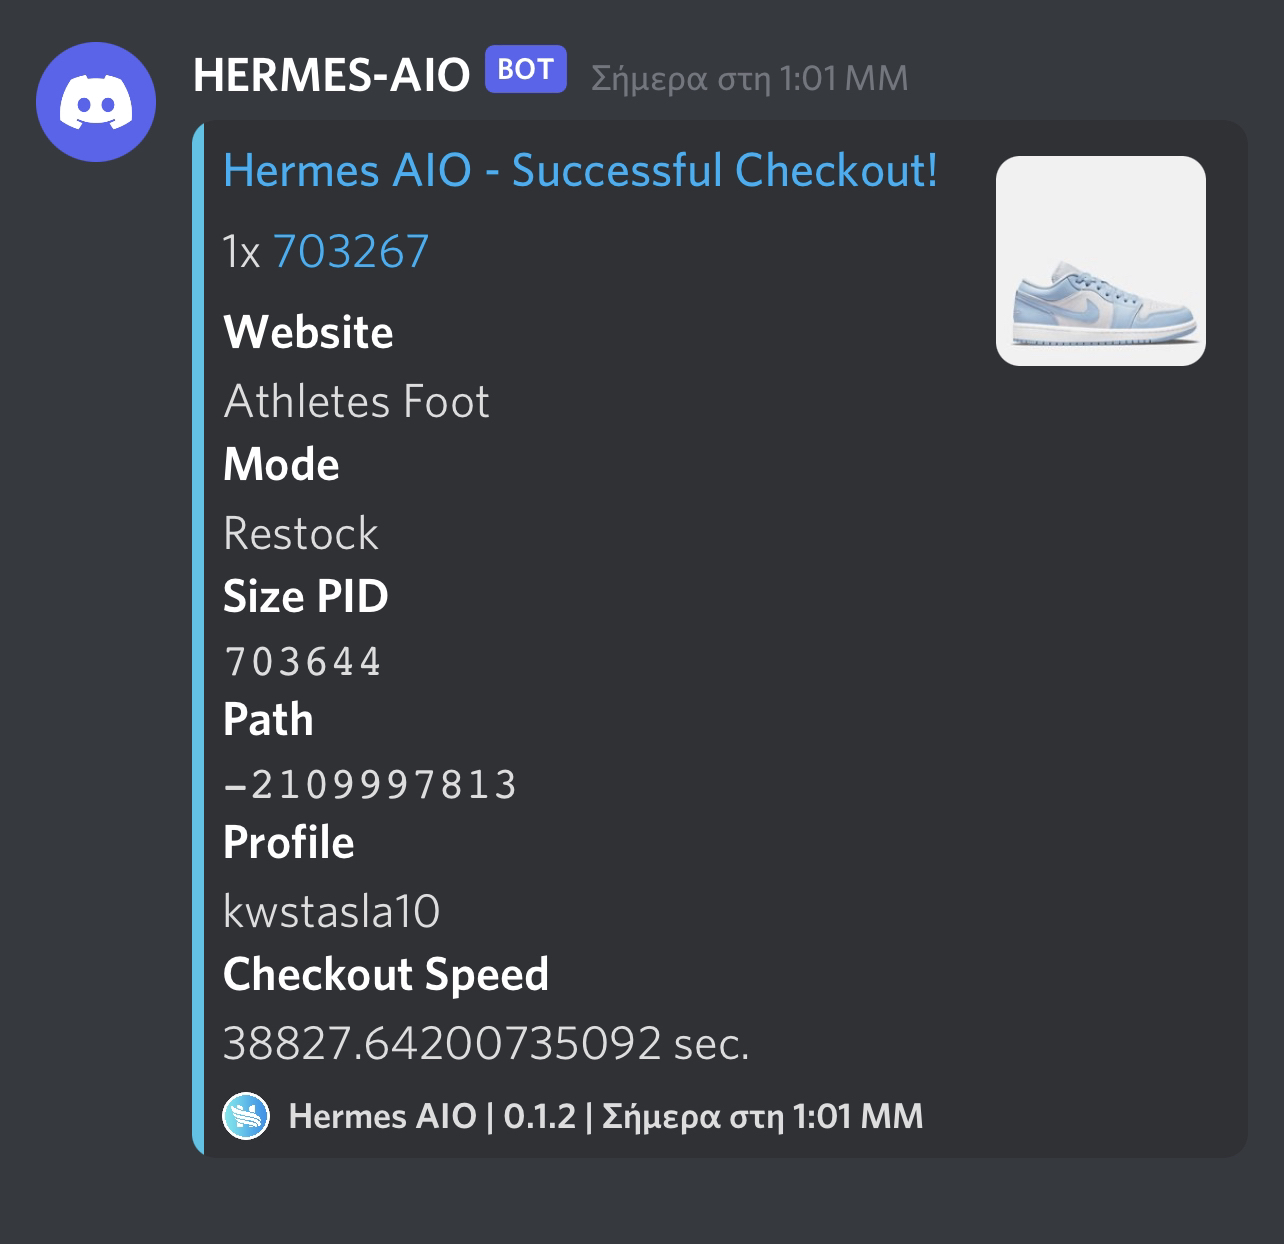 HERMES-AIO BOT Σήμερα στη 1:01 ΜΜ
Hermes AIO - Successful Checkout!
1x 703267
Website
Athletes Foot
Mode
Restock
Size PID
703644
Path
-2109997813
Profile
kwstasla10
Checkout Speed
38827.64200735092 sec.
Hermes AIO | 0.1.2 | Σήμερα στη 1:01 ΜΜ